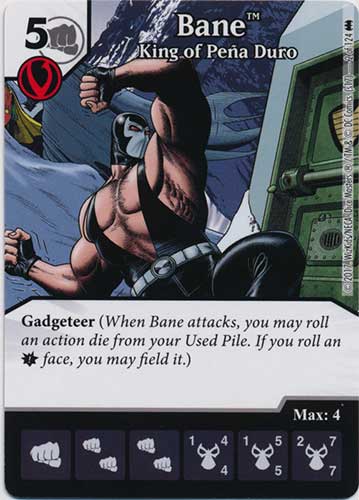 5
Bane™
King of Peña Duro
Gadgeteer (When Bane attacks, you may roll
an action die from your Used Pile. If you roll an
face, you may field it.)
Max: 4
1 4 4
1 5 5
2 7 7